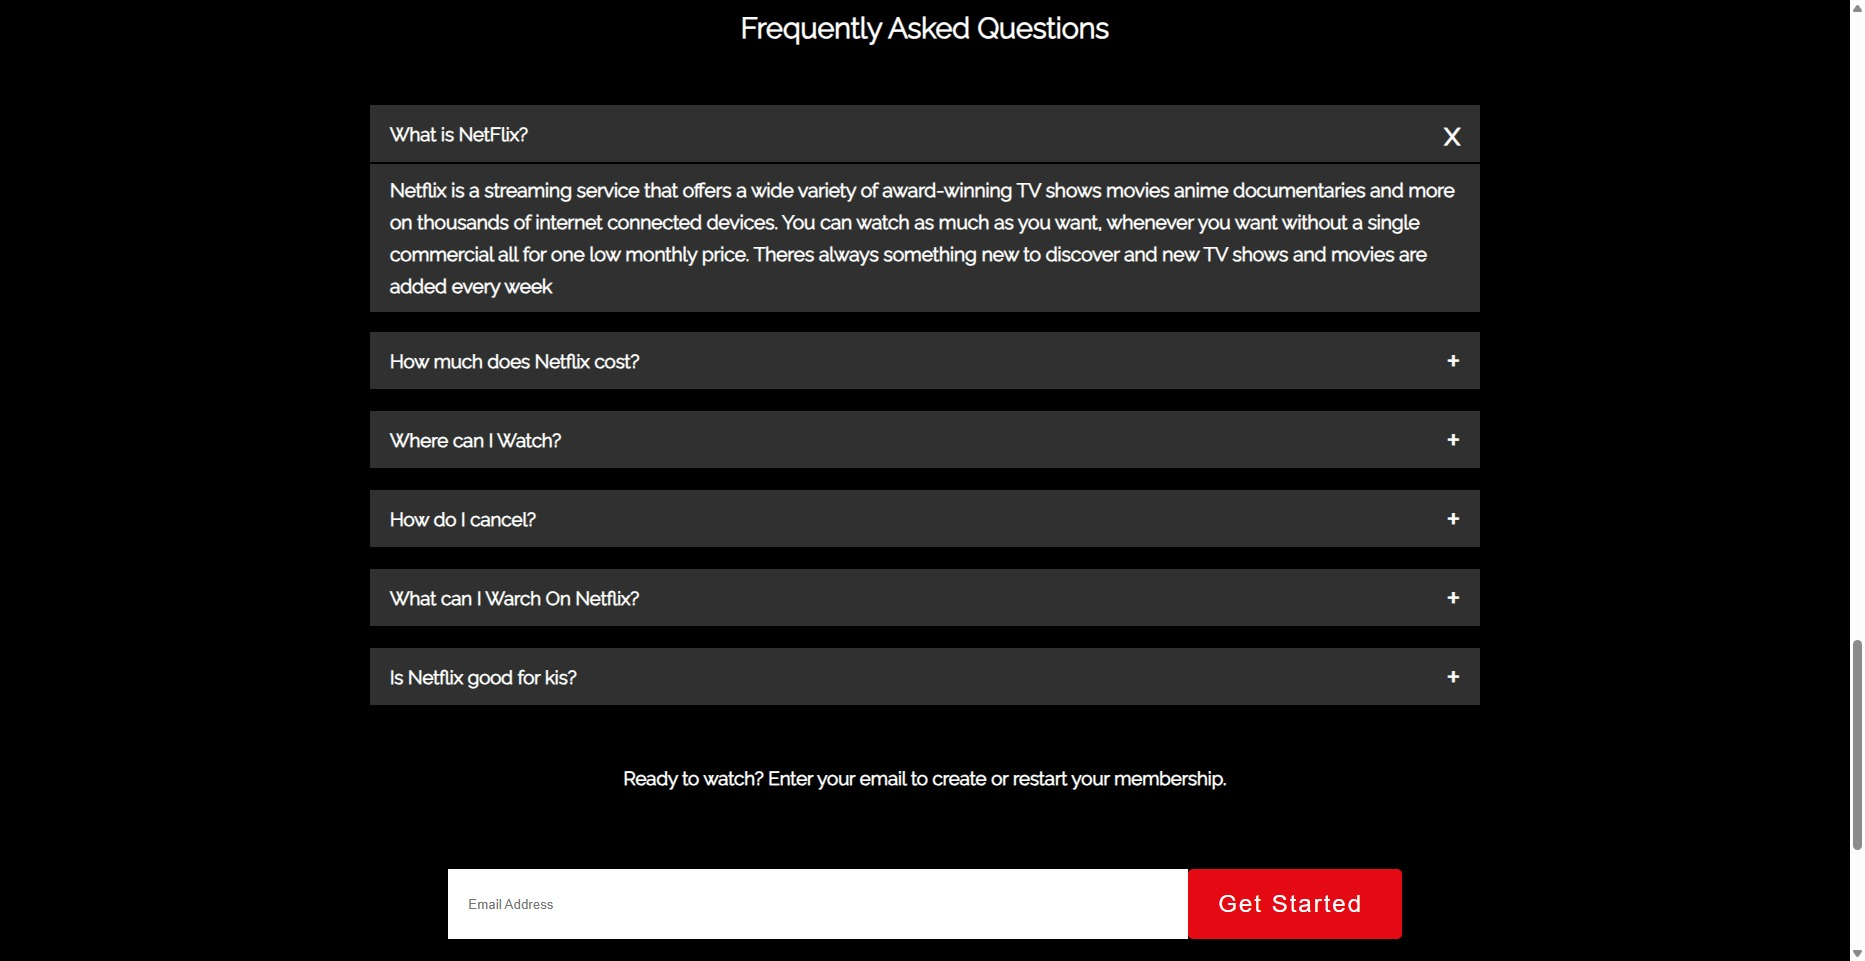 Frequently Asked Questions
What is NetFlix?
X
Netflix is a streaming service that offers a wide variety of award-winning TV shows movies anime documentaries and more
on thousands of internet connected devices. You can watch as much as you want, whenever you want without a single
commercial all for one low monthly price. Theres always something new to discover and new TV shows and movies are
added every week
How much does Netflix cost?
+
Where can I Watch?
+
How do I cancel?
+
What can I Warch On Netflix?
+
Is Netflix good for kis?
+
Ready to watch? Enter your email to create or restart your membership.
Email Address
Get Started